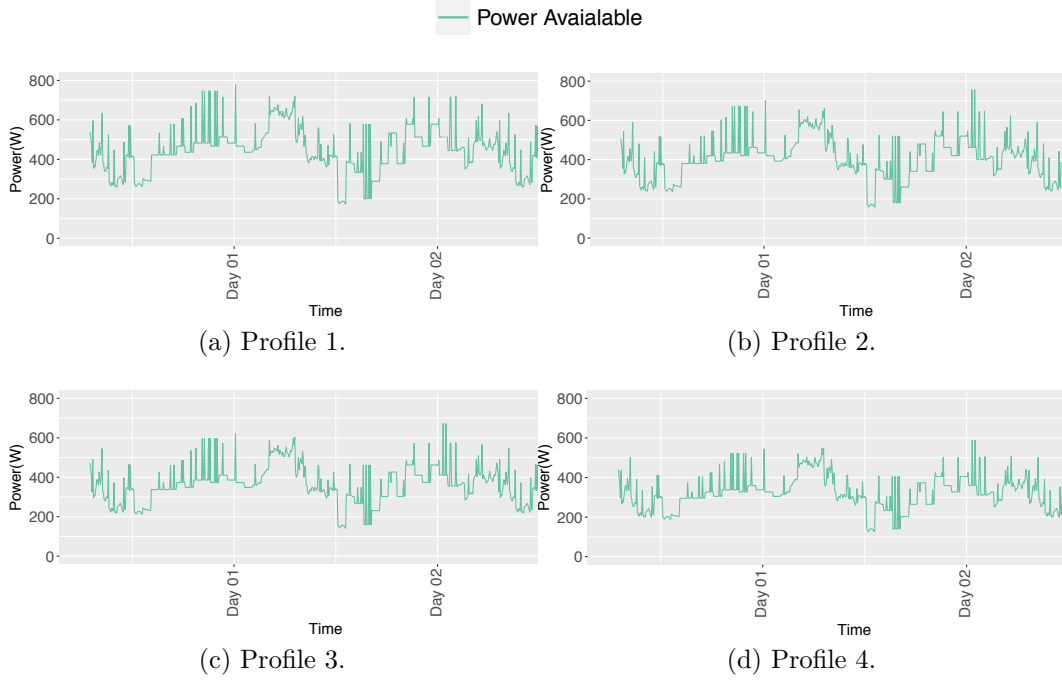 Power Avaialable
800
600
400
200
0
Power(W)
Day 01
Day 02
Time
(a) Profile 1.
800
600
400
200
0
Power(W)
Day 01
Day 02
Time
(b) Profile 2.
800
600
400
200
0
Power(W)
Day 01
Day 02
Time
(c) Profile 3.
800
600
400
200
0
Power(W)
Day 01
Day 02
Time
(d) Profile 4.